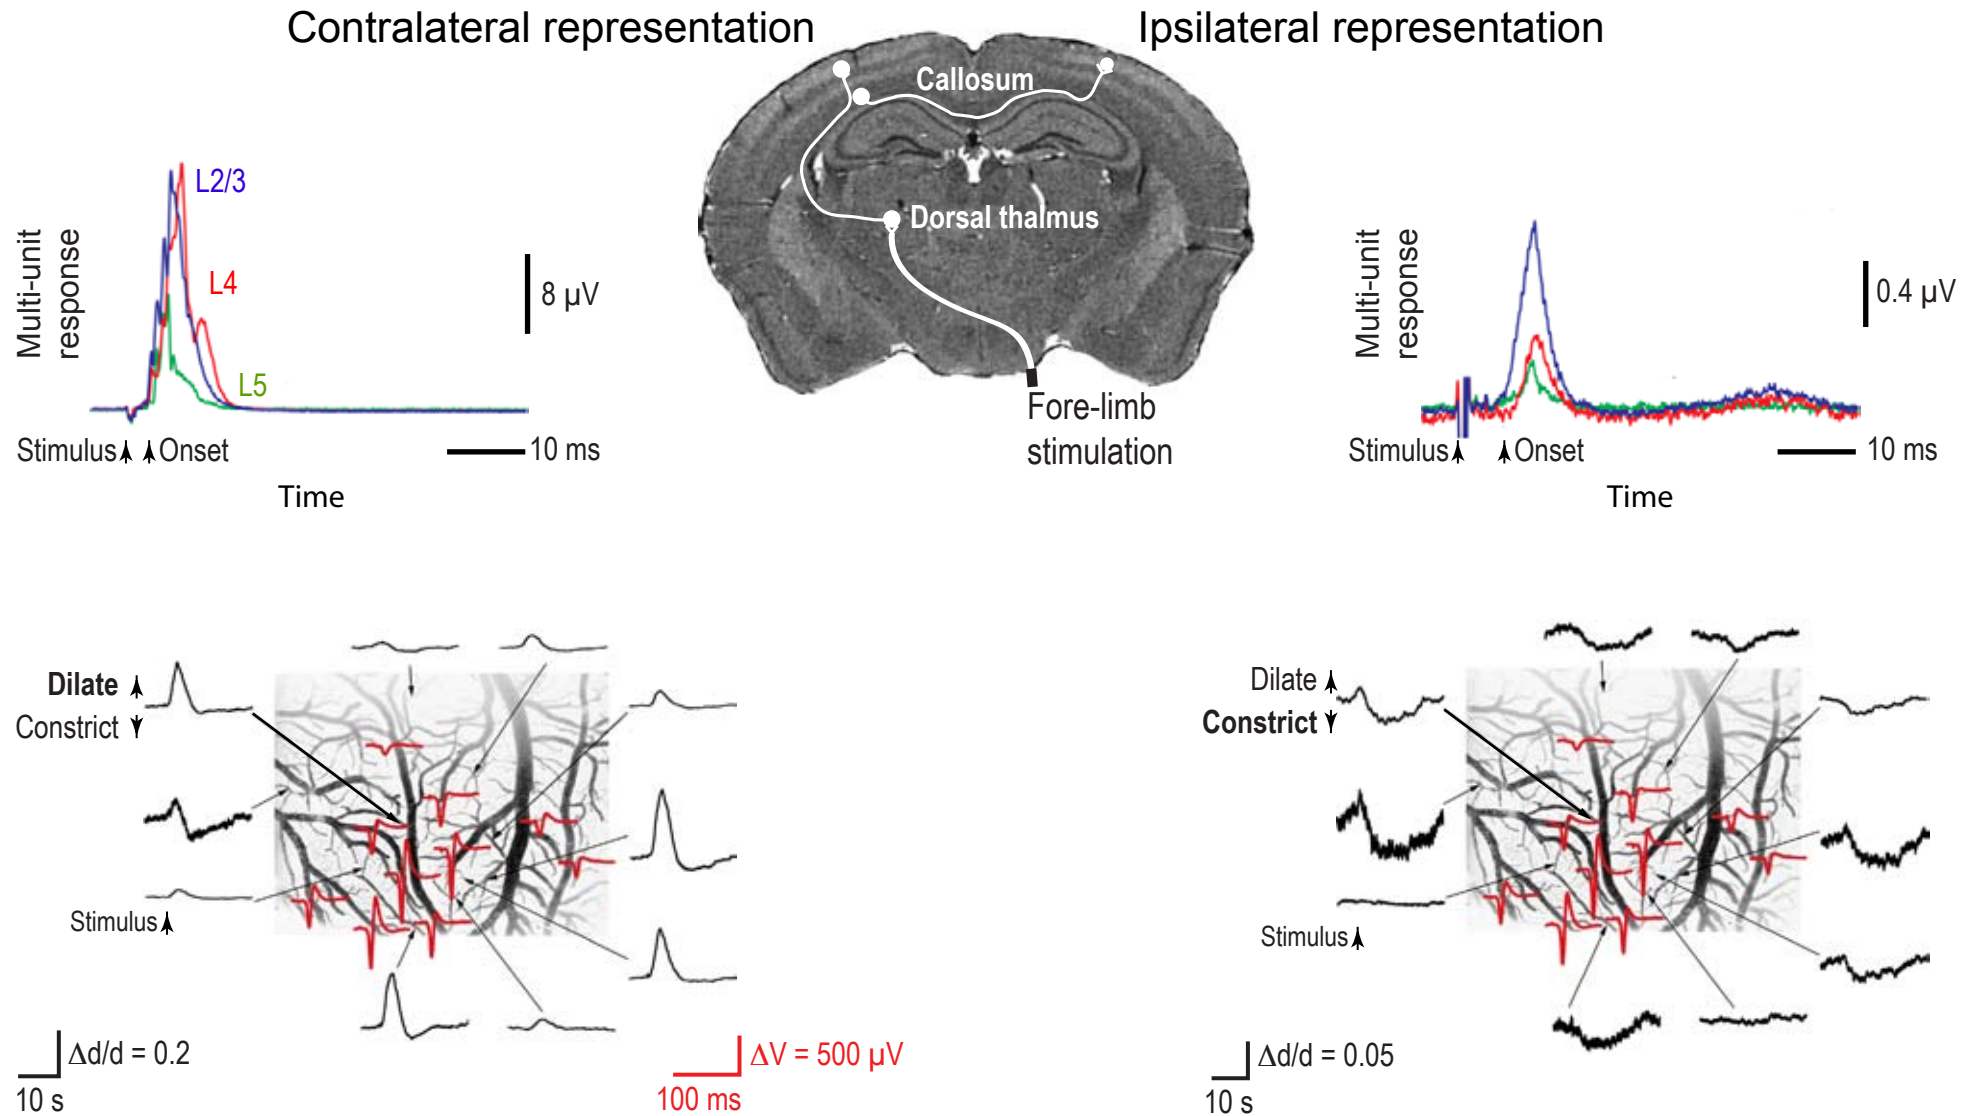 Contralateral representation
Ipsilateral representation
Callosum
Dorsal thalmus
Fore-limb
stimulation
Multi-unit
response
L2/3
L4
L5
8 µV
Stimulus
Onset
10 ms
Time
Multi-unit
response
0.4 µV
Stimulus
Onset
10 ms
Time
Dilate
Constrict
Stimulus
Δd/d = 0.2
10 s
ΔV = 500 µV
100 ms
Dilate
Constrict
Stimulus
Δd/d = 0.05
10 s